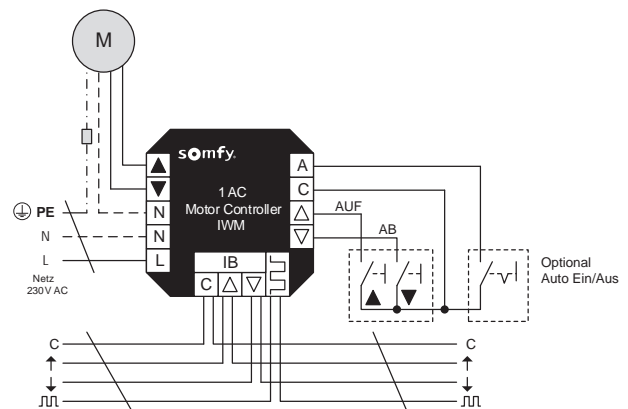 M
somfy.
1 AC
Motor Controller
IWM
A
C
N
N
L
IB
C
AUF
AB
PE
N
L
Netz
230V AC
Optional
Auto Ein/Aus
C
C